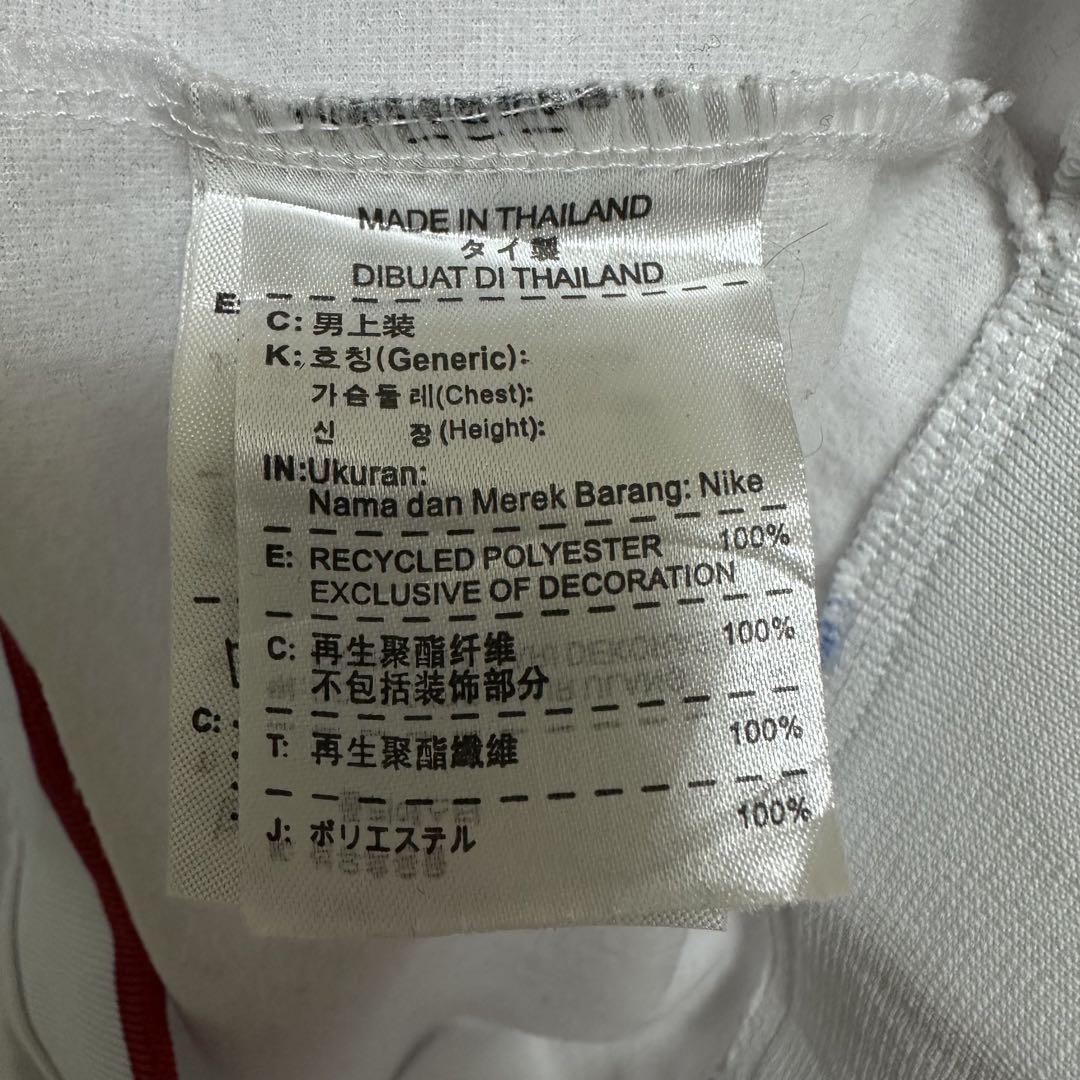 MADE IN THAILAND
タイ製
DIBUAT DI THAILAND
E:
C: 男上装
K: 호칭(Generic):
가슴둘레(Chest):
신 장(Height):
IN:Ukuran:
Nama dan Merek Barang: Nike
E: RECYCLED POLYESTER 100%
EXCLUSIVE OF DECORATION
C: 再生聚酯纤维 100%
不包括装饰部分
C:
T: 再生聚酯纖維 100%
J: ポリエステル 100%